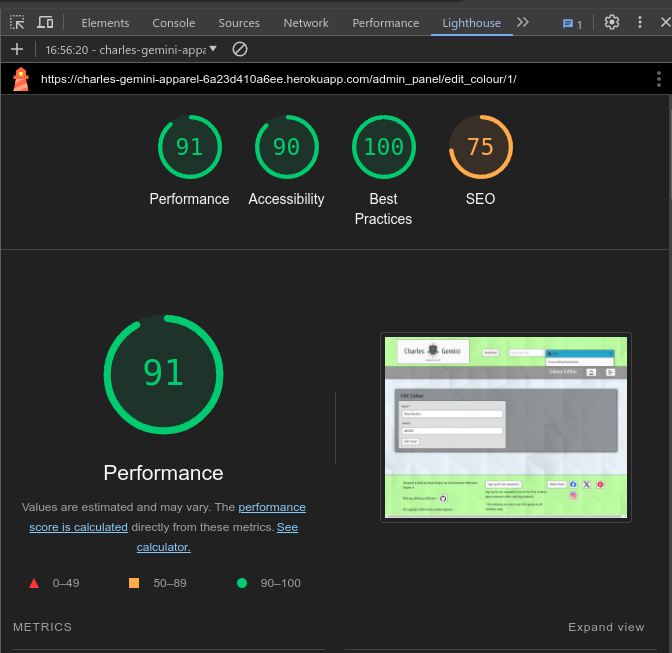 Elements Console Sources Network Performance Lighthouse 1
16:56:20 - charles-gemini-appa
https://charles-gemini-apparel-6a23d410a6ee.herokuapp.com/admin_panel/edit_colour/1/
91 90 100 75
Performance Accessibility Best Practices SEO
91
Performance
Values are estimated and may vary. The performance
score is calculated directly from these metrics. See
calculator.
0–49 50–89 90–100
Charles Gemini
Colour Editor
Edit Colour
METRICS Expand view